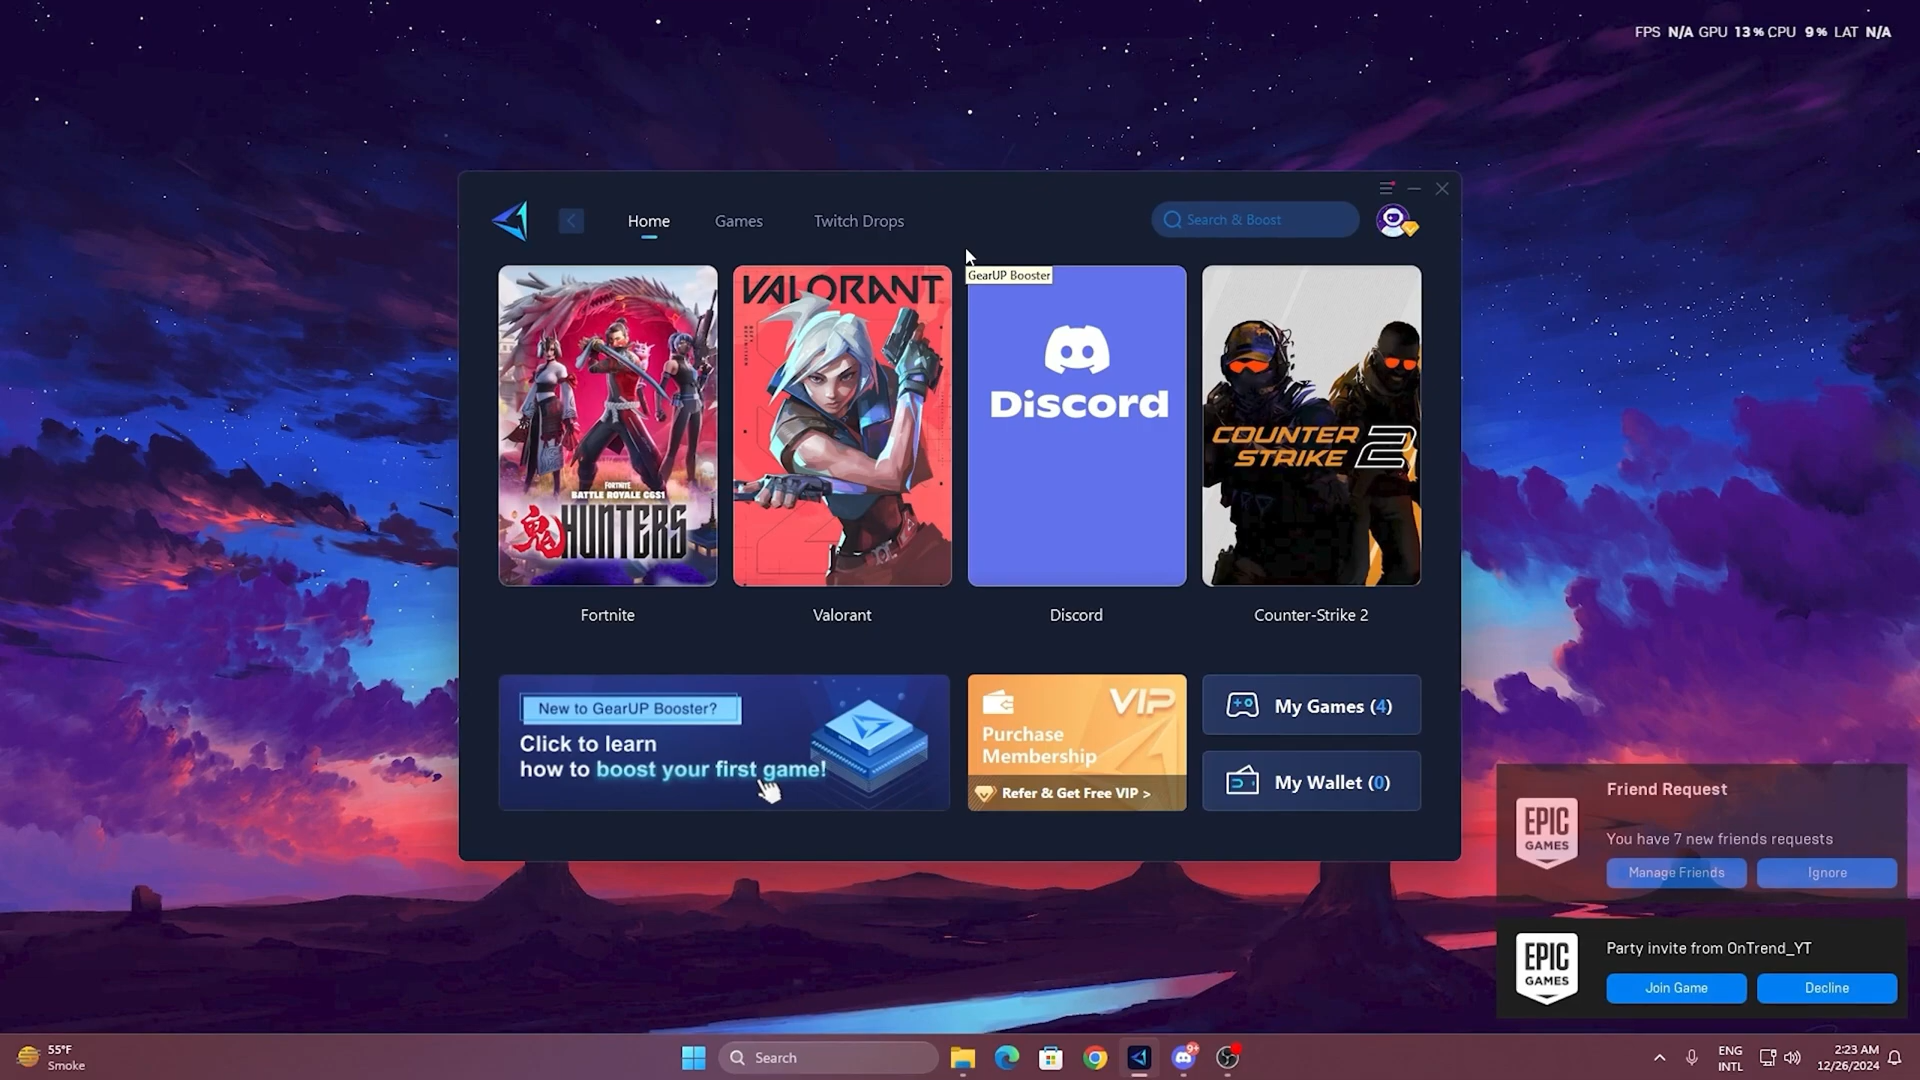 FPS N/A GPU 13% CPU 9% LAT N/A
Home
Games
Twitch Drops
Search & Boost
GearUP Booster
FORTNITE
BATTLE ROYALE C6S1
鬼 HUNTERS
VALORANT
Discord
COUNTER
STRIKE 2
Fortnite
Valorant
Discord
Counter-Strike 2
New to GearUP Booster?
Click to learn
how to boost your first game!
VIP
Purchase
Membership
Refer & Get Free VIP >
My Games (4)
My Wallet (0)
EPIC
GAMES
Friend Request
You have 7 new friends requests
Manage Friends
Ignore
EPIC
GAMES
Party invite from OnTrend_YT
Join Game
Decline
55°F
Smoke
Search
9+
ENG
INTL
2:23 AM
12/26/2024